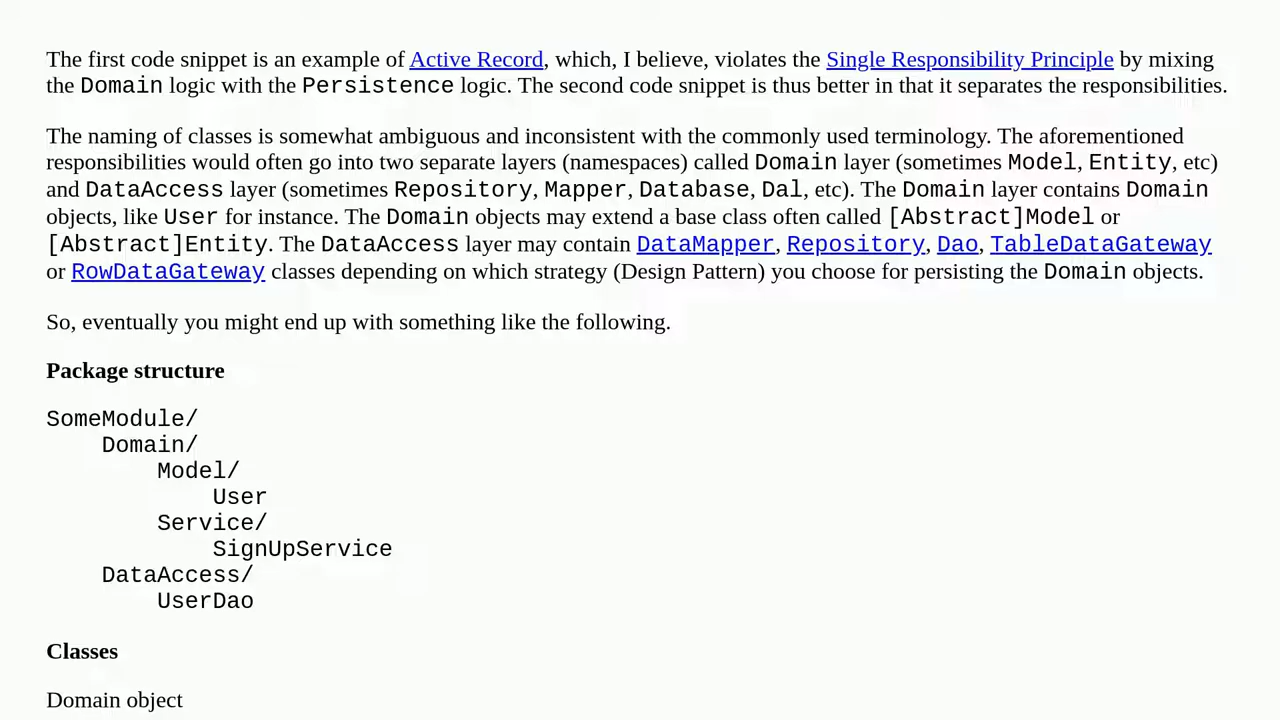 The first code snippet is an example of Active Record, which, I believe, violates the Single Responsibility Principle by mixing
the Domain logic with the Persistence logic. The second code snippet is thus better in that it separates the responsibilities.
The naming of classes is somewhat ambiguous and inconsistent with the commonly used terminology. The aforementioned
responsibilities would often go into two separate layers (namespaces) called Domain layer (sometimes Model, Entity, etc)
and DataAccess layer (sometimes Repository, Mapper, Database, Dal, etc). The Domain layer contains Domain
objects, like User for instance. The Domain objects may extend a base class often called [Abstract]Model or
[Abstract]Entity. The DataAccess layer may contain DataMapper, Repository, Dao, TableDataGateway
or RowDataGateway classes depending on which strategy (Design Pattern) you choose for persisting the Domain objects.
So, eventually you might end up with something like the following.
Package structure
SomeModule/
    Domain/
        Model/
            User
        Service/
            SignUpService
    DataAccess/
        UserDao
Classes
Domain object